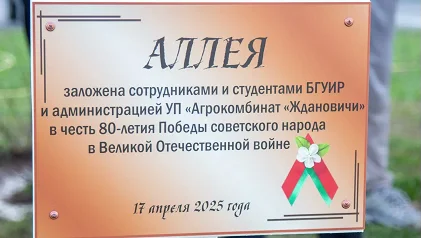 АЛЛЕЯ
заложена сотрудниками и студентами БГУИР
и администрацией УП «Агрокомбинат «Ждановичи»
в честь 80-летия Победы советского народа
в Великой Отечественной войне
17 апреля 2025 года